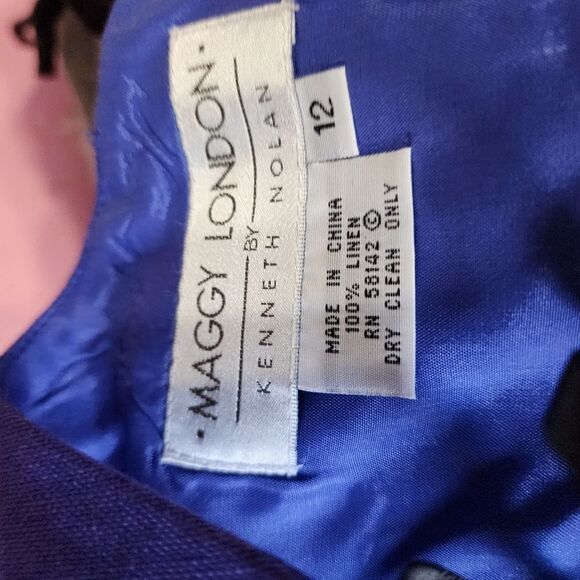 • MAGGY LONDON •
BY
KENNETH NOLAN
12
MADE IN CHINA
100% LINEN
RN 58142 ©
DRY CLEAN ONLY